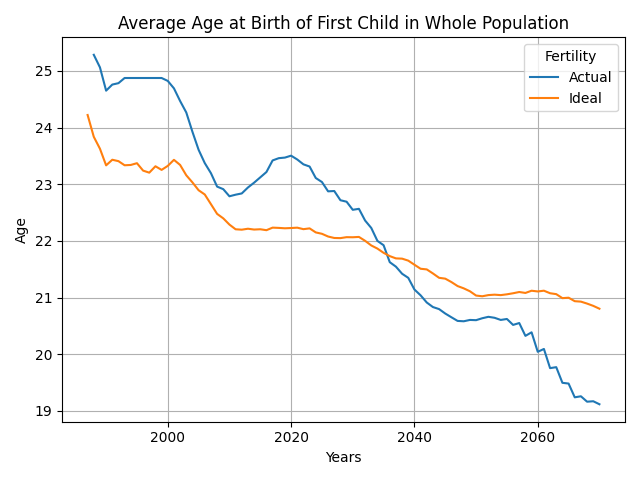 Average Age at Birth of First Child in Whole Population
Fertility
Actual
Ideal
Age
25
24
23
22
21
20
19
2000
2020
2040
2060
Years